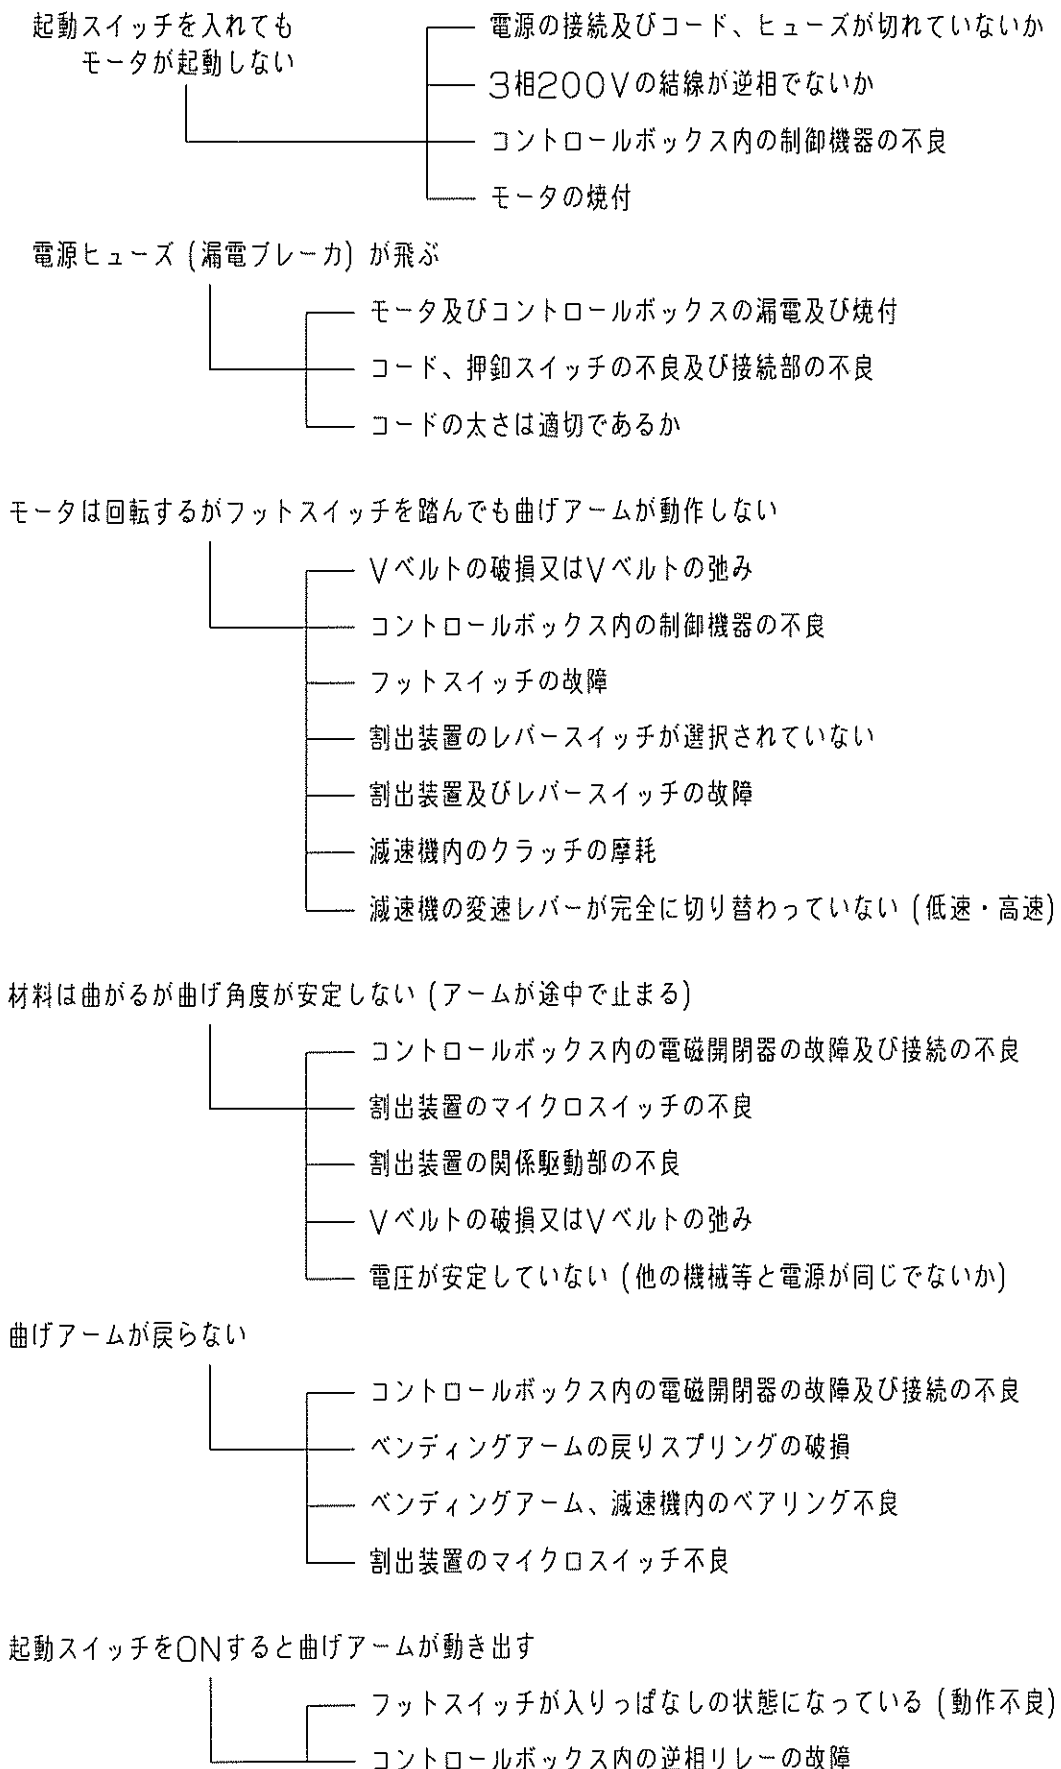 起動スイッチを入れても
モータが起動しない
電源の接続及びコード、ヒューズが切れていないか
3相200Vの結線が逆相でないか
コントロールボックス内の制御機器の不良
モータの焼付
電源ヒューズ (漏電ブレーカ) が飛ぶ
モータ及びコントロールボックスの漏電及び焼付
コード、押釦スイッチの不良及び接続部の不良
コードの太さは適切であるか
モータは回転するがフットスイッチを踏んでも曲げアームが動作しない
Vベルトの破損又はVベルトの弛み
コントロールボックス内の制御機器の不良
フットスイッチの故障
割出装置のレバースイッチが選択されていない
割出装置及びレバースイッチの故障
減速機内のクラッチの摩耗
減速機の変速レバーが完全に切り替わっていない (低速・高速)
材料は曲がるが曲げ角度が安定しない (アームが途中で止まる)
コントロールボックス内の電磁開閉器の故障及び接続の不良
割出装置のマイクロスイッチの不良
割出装置の関係駆動部の不良
Vベルトの破損又はVベルトの弛み
電圧が安定していない (他の機械等と電源が同じでないか)
曲げアームが戻らない
コントロールボックス内の電磁開閉器の故障及び接続の不良
ベンディングアームの戻りスプリングの破損
ベンディングアーム、減速機内のベアリング不良
割出装置のマイクロスイッチ不良
起動スイッチをONすると曲げアームが動き出す
フットスイッチが入りっぱなしの状態になっている (動作不良)
コントロールボックス内の逆相リレーの故障